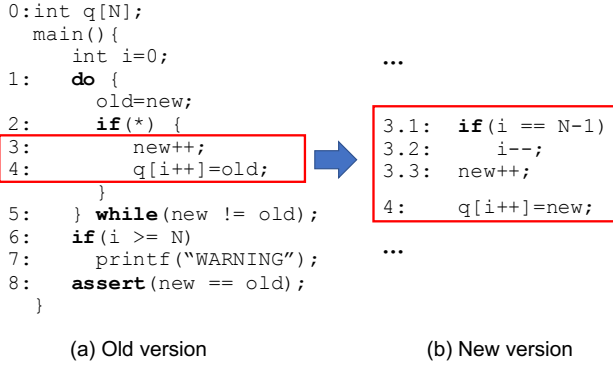 0:int q[N];
main(){
int i=0;
1: do {
old=new;
2: if(*) {
3: new++;
4: q[i++]=old;
}
5: } while(new != old);
6: if(i >= N)
7: printf(“WARNING”);
8: assert(new == old);
}
(a) Old version
...
3.1: if(i == N-1)
3.2: i--;
3.3: new++;
4: q[i++]=new;
...
(b) New version